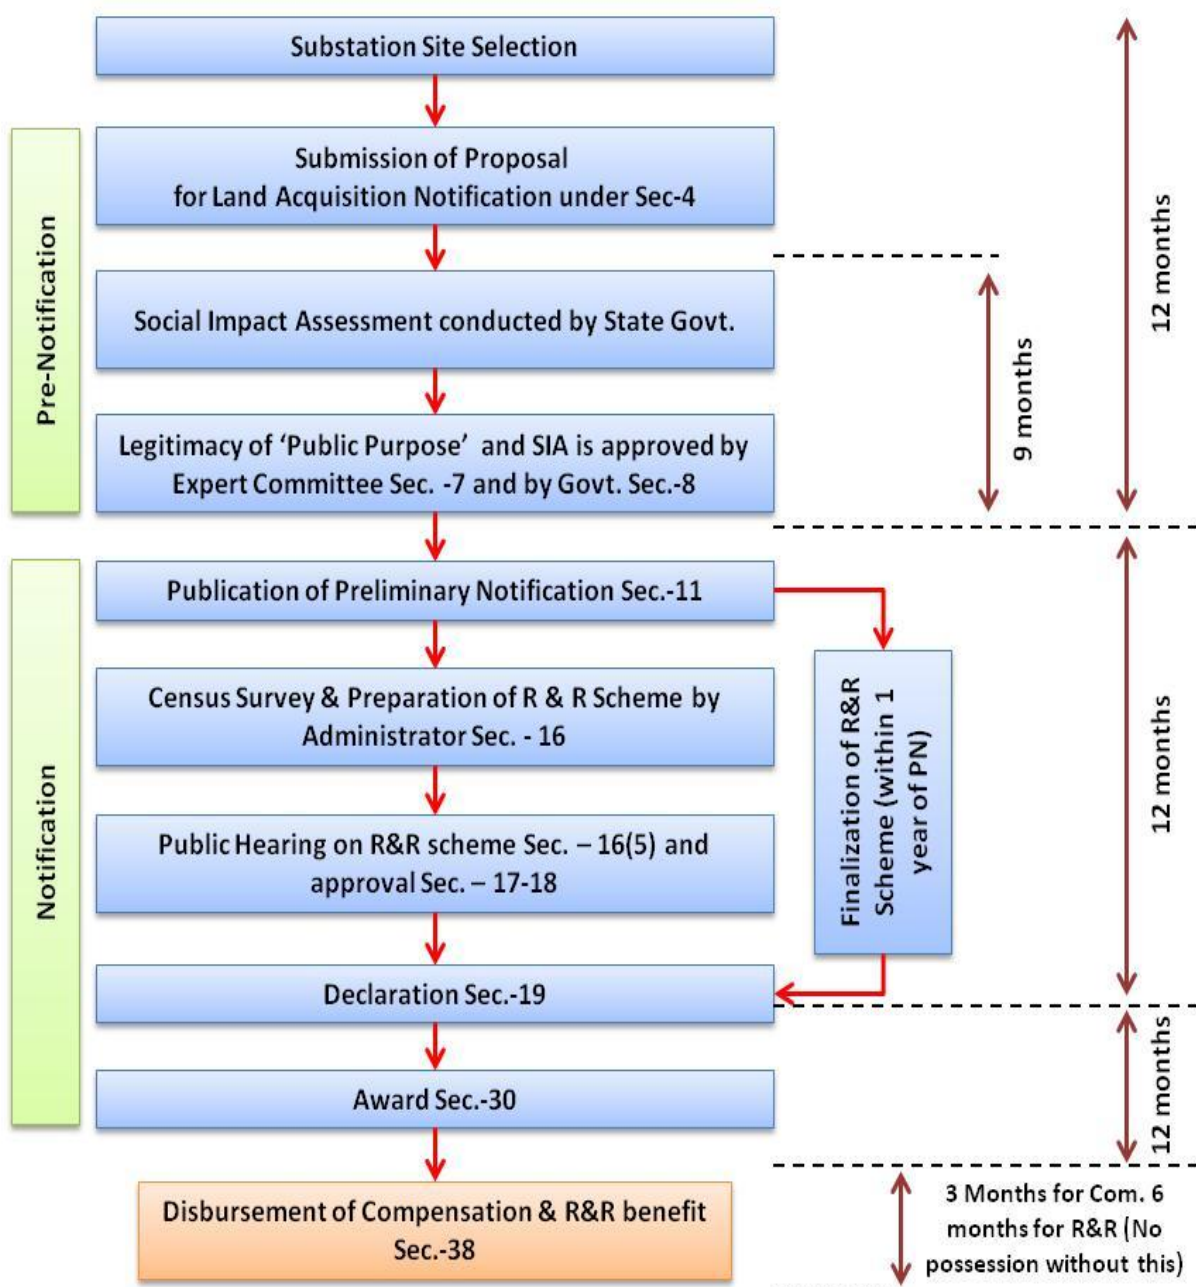 Substation Site Selection
Pre-Notification
Submission of Proposal
for Land Acquisition Notification under Sec-4
Social Impact Assessment conducted by State Govt.
Legitimacy of ‘Public Purpose’ and SIA is approved by
Expert Committee Sec. -7 and by Govt. Sec.-8
9 months
12 months
Notification
Publication of Preliminary Notification Sec.-11
Census Survey & Preparation of R & R Scheme by
Administrator Sec. - 16
Public Hearing on R&R scheme Sec. – 16(5) and
approval Sec. – 17-18
Declaration Sec.-19
Award Sec.-30
Finalization of R&R
Scheme (within 1
year of PN)
12 months
12 months
Disbursement of Compensation & R&R benefit
Sec.-38
3 Months for Com. 6
months for R&R (No
possession without this)